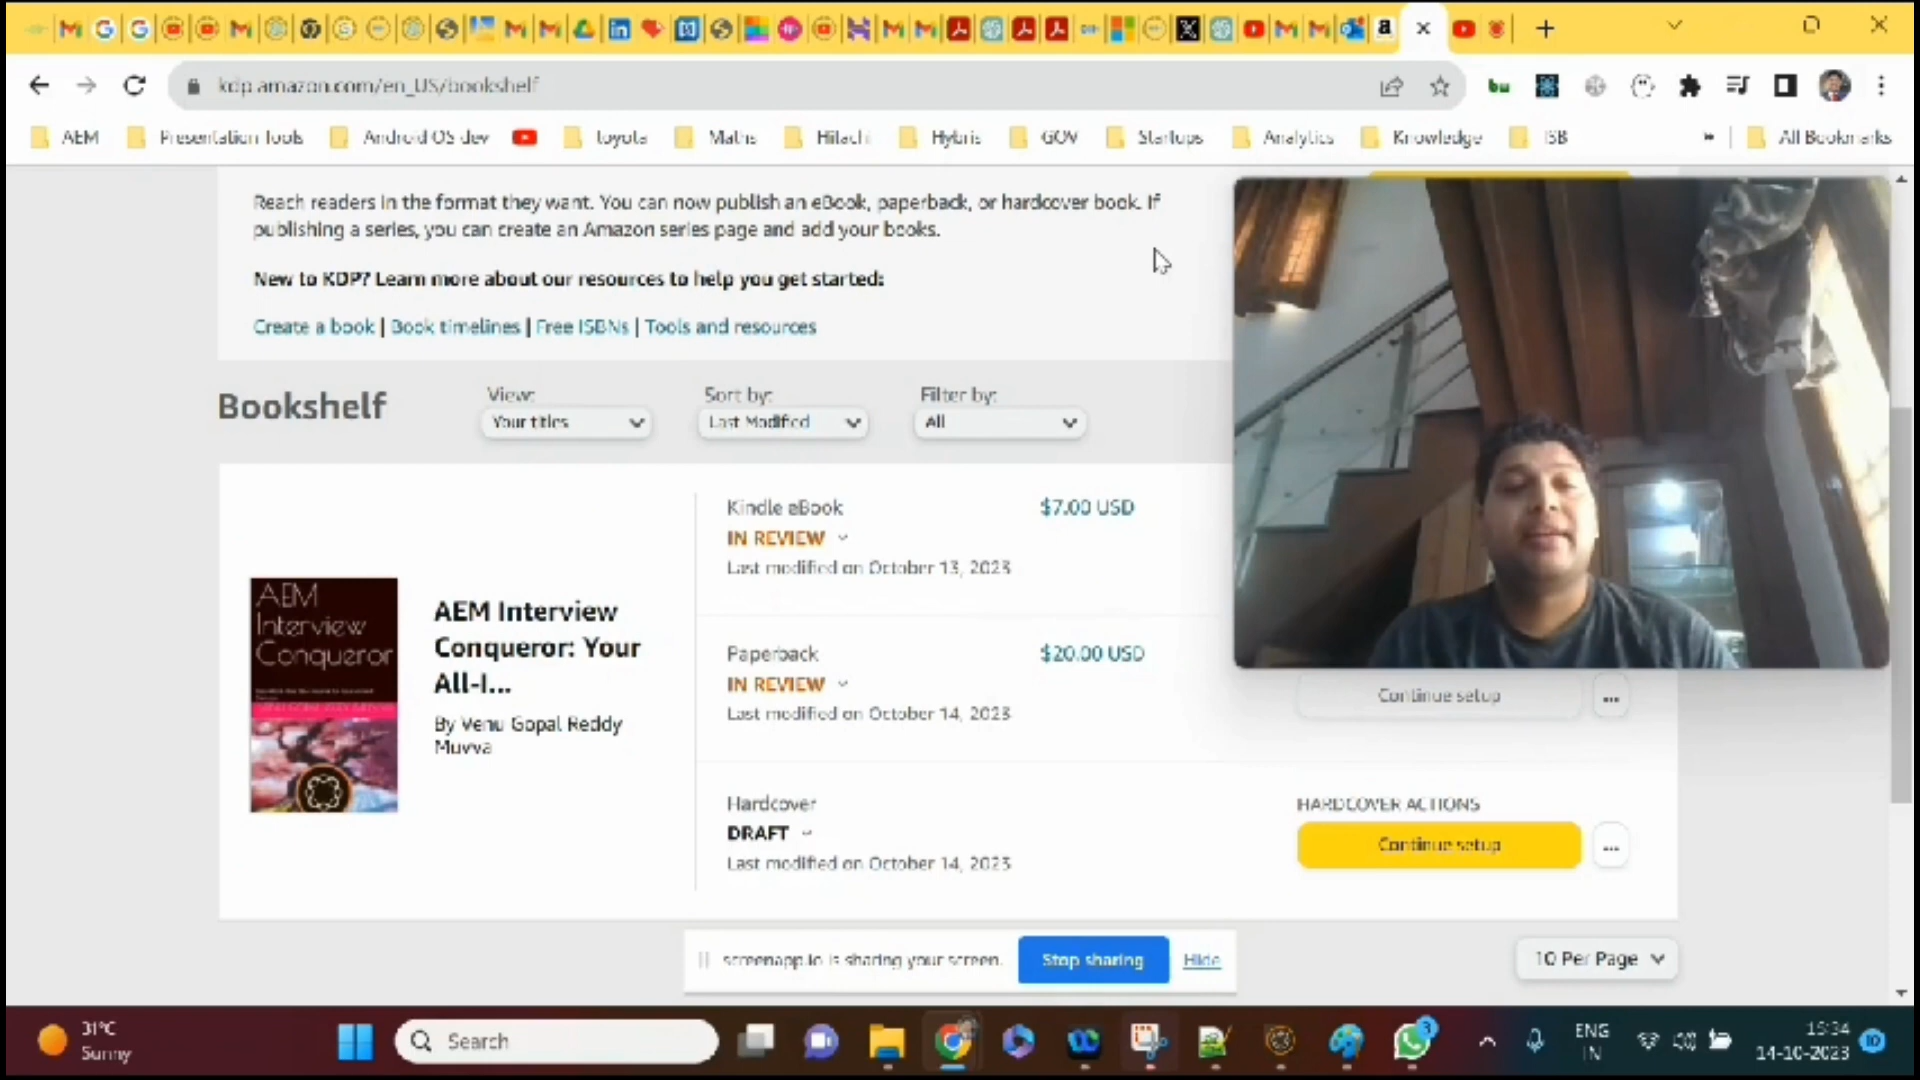 kdp.amazon.com/en_US/bookshelf
AEM
Presentation Tools
Android OS dev
toyota
Maths
Hitachi
Hybris
GOV
Startups
Analytics
Knowledge
ISB
All Bookmarks
Reach readers in the format they want. You can now publish an eBook, paperback, or hardcover book. If
publishing a series, you can create an Amazon series page and add your books.
New to KDP? Learn more about our resources to help you get started:
Create a book | Book timelines | Free ISBNs | Tools and resources
Bookshelf
View:
Your titles
Sort by:
Last Modified
Filter by:
All
AEM
Interview
Conqueror
AEM Interview
Conqueror: Your
All-I...
By Venu Gopal Reddy
Muvva
Kindle eBook
$7.00 USD
IN REVIEW
Last modified on October 13, 2023
Paperback
$20.00 USD
IN REVIEW
Last modified on October 14, 2023
Continue setup
...
Hardcover
DRAFT
Last modified on October 14, 2023
HARDCOVER ACTIONS
Continue setup
...
screenapp.io is sharing your screen.
Stop sharing
Hide
10 Per Page
31°C
Sunny
Search
3
ENG
IN
15:34
14-10-2023